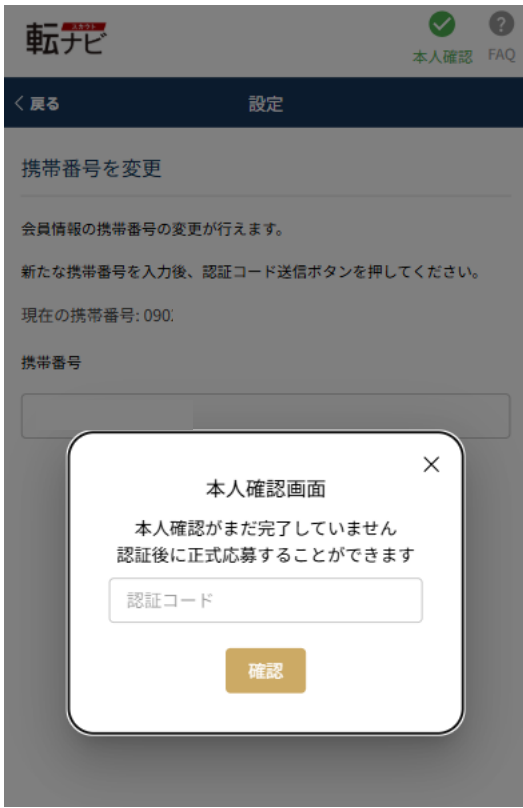 スカウト
転ナビ
本人確認
FAQ
戻る
設定
携帯番号を変更
会員情報の携帯番号の変更が行えます。
新たな携帯番号を入力後、認証コード送信ボタンを押してください。
現在の携帯番号: 090
携帯番号
本人確認画面
本人確認がまだ完了していません
認証後に正式応募することができます
認証コード
確認